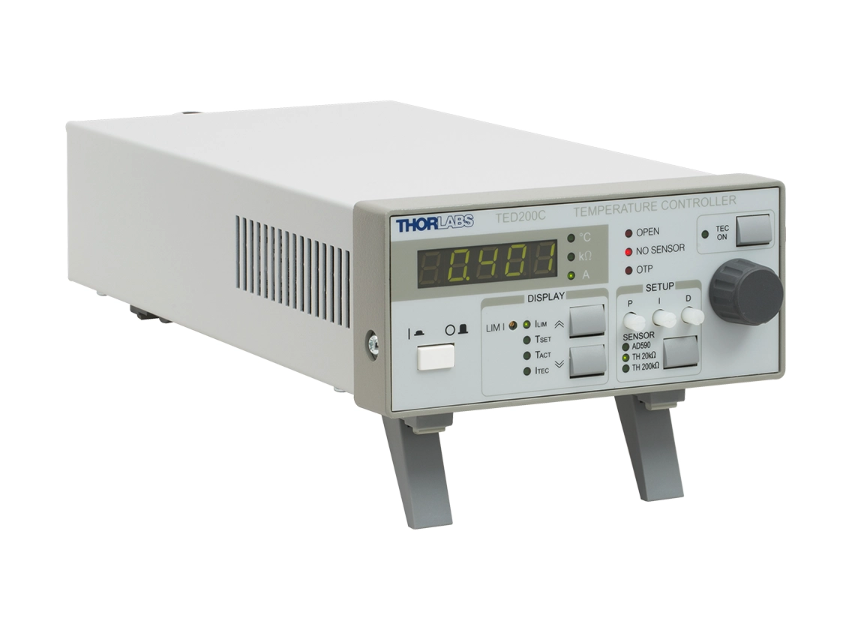 THORLABS TED200C TEMPERATURE CONTROLLER
0.401
°C
kΩ
A
OPEN
NO SENSOR
OTP
TEC
ON
DISPLAY
LIM I
ILIM
TSET
TACT
ITEC
SETUP
P I D
SENSOR
AD590
TH 20kΩ
TH 200kΩ